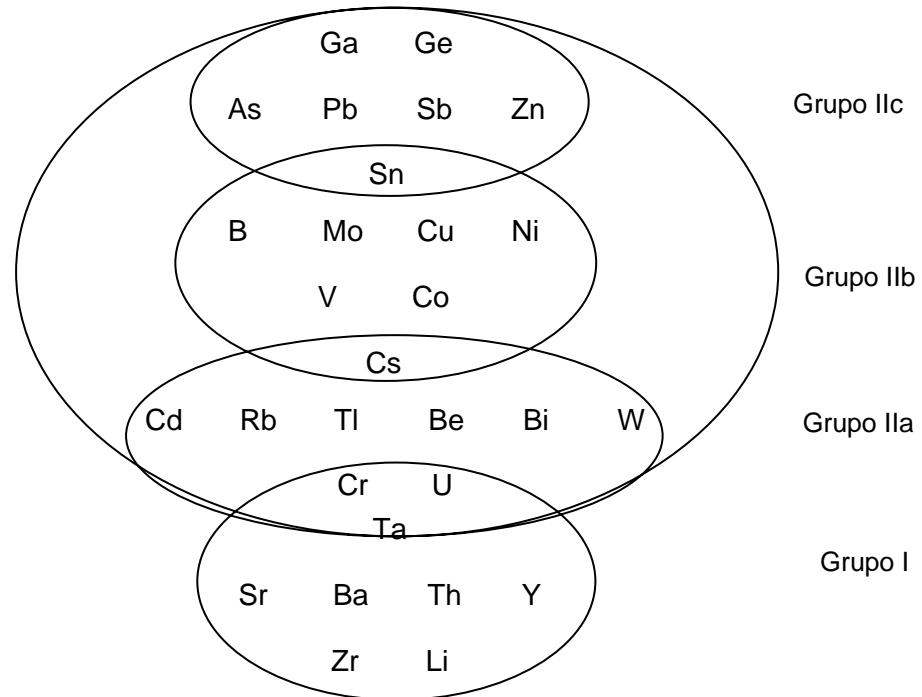 Ga Ge
As Pb Sb Zn
Grupo IIc
Sn
B Mo Cu Ni
V Co
Grupo IIb
Cs
Cd Rb Tl Be Bi W
Grupo IIa
Cr U
Ta
Grupo I
Sr Ba Th Y
Zr Li